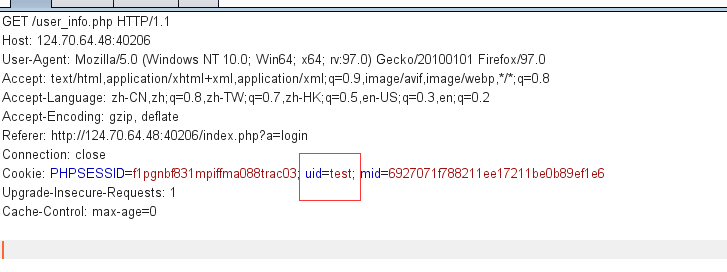 GET /user_info.php HTTP/1.1
Host: 124.70.64.48:40206
User-Agent: Mozilla/5.0 (Windows NT 10.0; Win64; x64; rv:97.0) Gecko/20100101 Firefox/97.0
Accept: text/html,application/xhtml+xml,application/xml;q=0.9,image/avif,image/webp,*/*;q=0.8
Accept-Language: zh-CN,zh;q=0.8,zh-TW;q=0.7,zh-HK;q=0.5,en-US;q=0.3,en;q=0.2
Accept-Encoding: gzip, deflate
Referer: http://124.70.64.48:40206/index.php?a=login
Connection: close
Cookie: PHPSESSID=f1pgnbf831mpiffma088trac03; uid=test; mid=6927071f788211ee17211be0b89ef1e6
Upgrade-Insecure-Requests: 1
Cache-Control: max-age=0